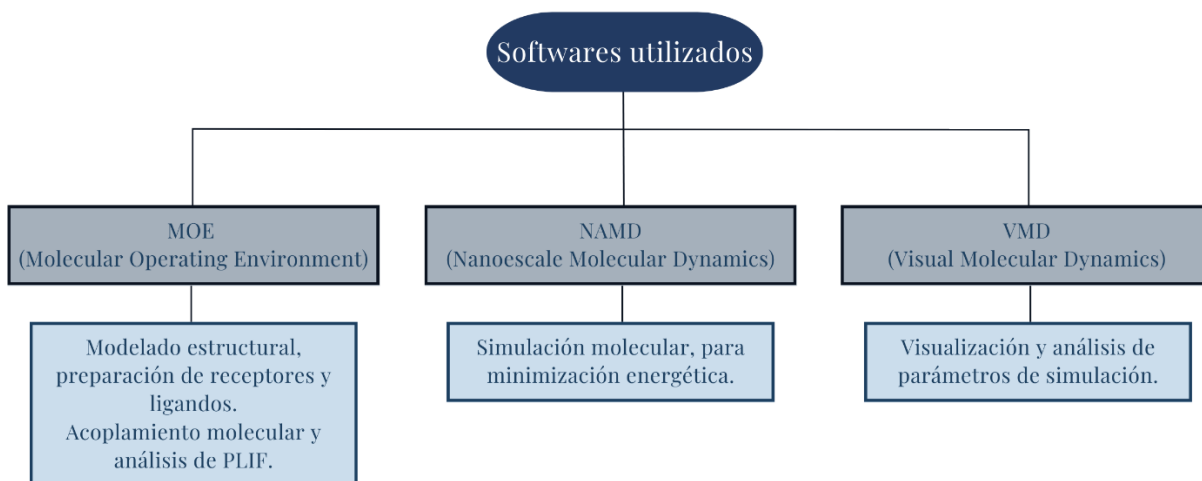 Softwares utilizados
MOE
(Molecular Operating Environment)
NAMD
(Nanoescale Molecular Dynamics)
VMD
(Visual Molecular Dynamics)
Modelado estructural,
preparación de receptores y
ligandos.
Acoplamiento molecular y
análisis de PLIF.
Simulación molecular, para
minimización energética.
Visualización y análisis de
parámetros de simulación.